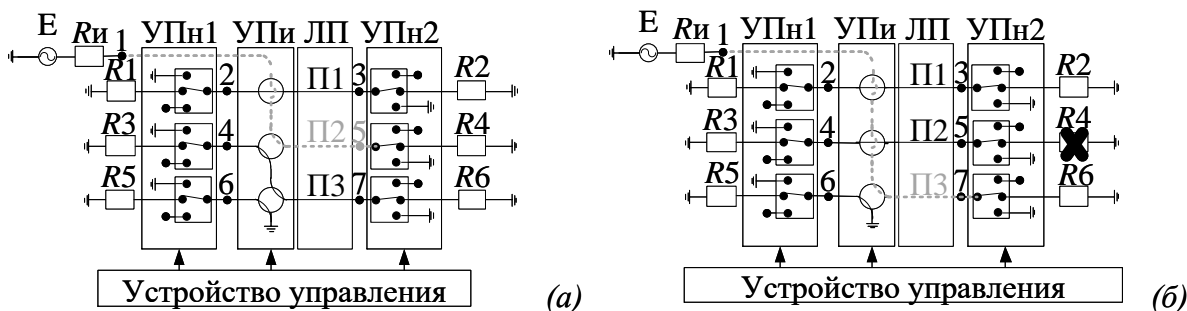 E Rи 1 УПн1 УПи ЛП УПн2
R1 2 П1 3 R2
R3 4 П2 5 R4
R5 6 П3 7 R6
Устройство управления
(а)
E Rи 1 УПн1 УПи ЛП УПн2
R1 2 П1 3 R2
R3 4 П2 5 R4
R5 6 П3 7 R6
Устройство управления
(б)